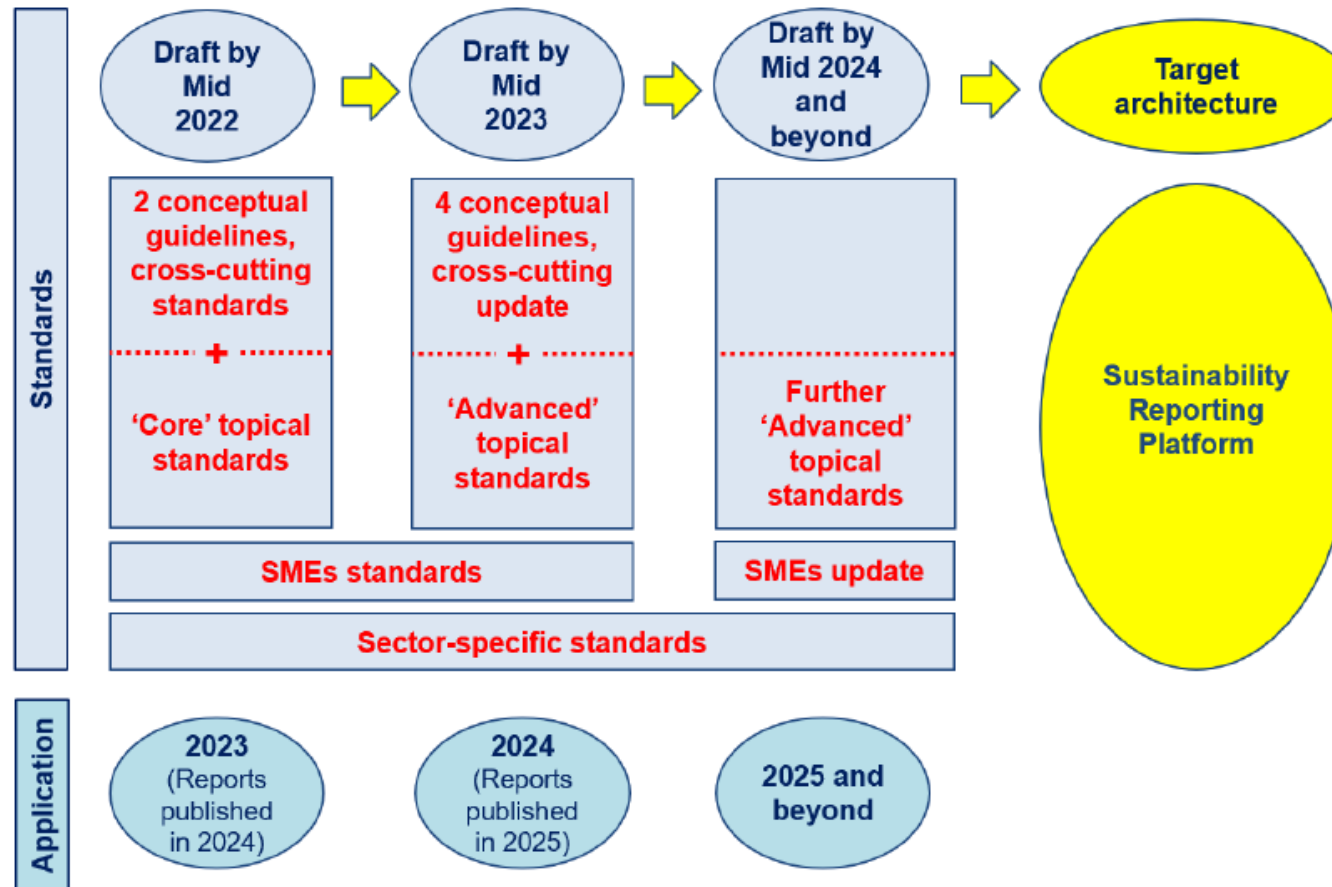 Draft by
Mid
2022
Draft by
Mid
2023
Draft by
Mid 2024
and
beyond
Target
architecture
Standards
2 conceptual
guidelines,
cross-cutting
standards
+
‘Core’ topical
standards
4 conceptual
guidelines,
cross-cutting
update
+
‘Advanced’
topical
standards
Further
‘Advanced’
topical
standards
Sustainability
Reporting
Platform
SMEs standards
SMEs update
Sector-specific standards
Application
2023
(Reports
published
in 2024)
2024
(Reports
published
in 2025)
2025 and
beyond